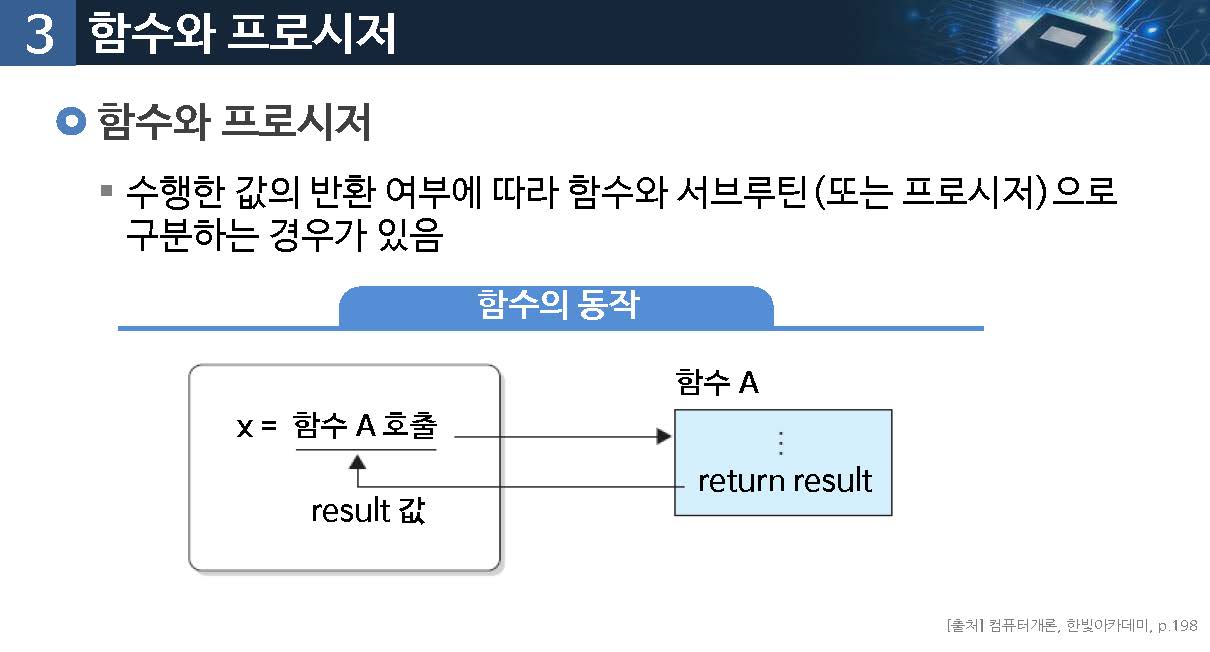 3 함수와 프로시저
함수와 프로시저
수행한 값의 반환 여부에 따라 함수와 서브루틴(또는 프로시저)으로
구분하는 경우가 있음
함수의 동작
함수 A
x = 함수 A 호출
⋮
return result
result 값
[출처] 컴퓨터개론, 한빛아카데미, p.198